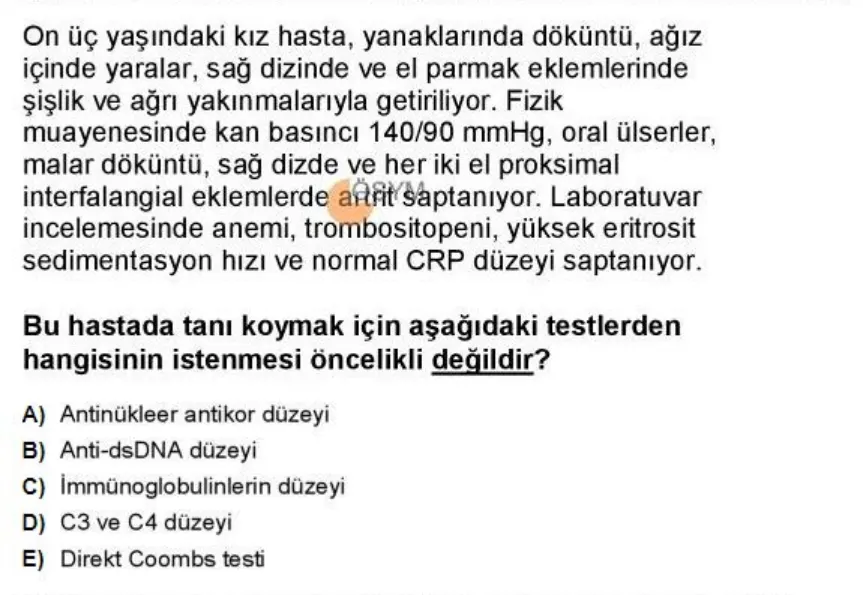 On üç yaşındaki kız hasta, yanaklarında döküntü, ağız
içinde yaralar, sağ dizinde ve el parmak eklemlerinde
şişlik ve ağrı yakınmalarıyla getiriliyor. Fizik
muayenesinde kan basıncı 140/90 mmHg, oral ülserler,
malar döküntü, sağ dizde ve her iki el proksimal
interfalangial eklemlerde artrit saptanıyor. Laboratuvar
incelemesinde anemi, trombositopeni, yüksek eritrosit
sedimentasyon hızı ve normal CRP düzeyi saptanıyor.
ÖSYM
Bu hastada tanı koymak için aşağıdaki testlerden
hangisinin istenmesi öncelikli değildir?
A) Antinükleer antikor düzeyi
B) Anti-dsDNA düzeyi
C) İmmünoglobulinlerin düzeyi
D) C3 ve C4 düzeyi
E) Direkt Coombs testi